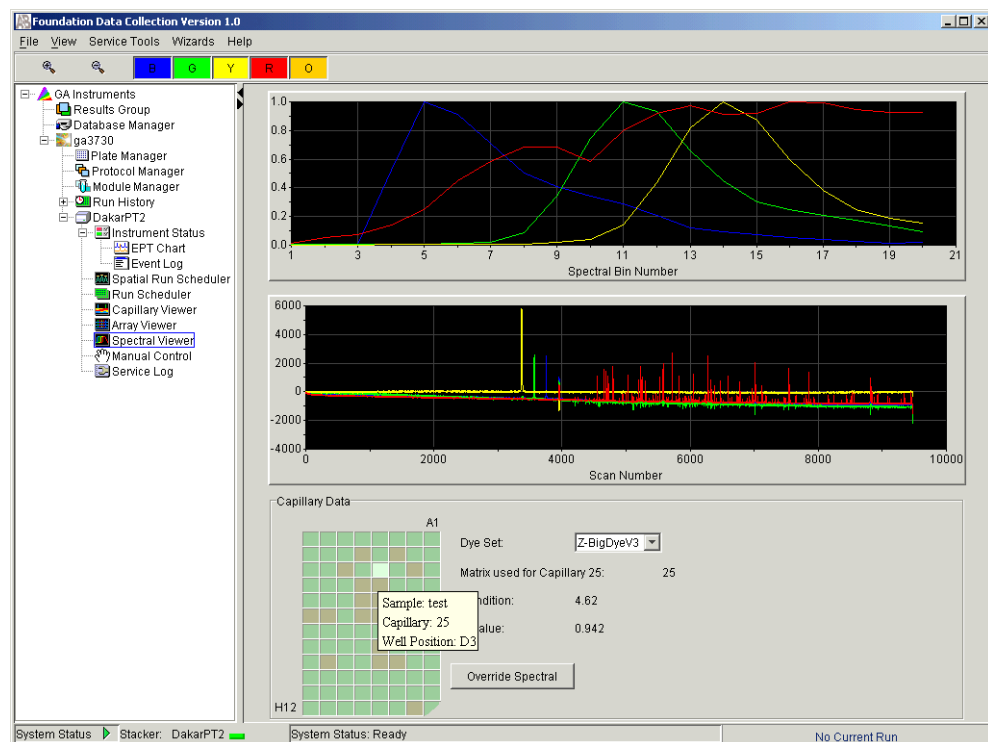 Foundation Data Collection Version 1.0
File View Service Tools Wizards Help
B G Y R O
GA Instruments
Results Group
Database Manager
ga3730
Plate Manager
Protocol Manager
Module Manager
Run History
DakarPT2
Instrument Status
EPT Chart
Event Log
Spatial Run Scheduler
Run Scheduler
Capillary Viewer
Array Viewer
Spectral Viewer
Manual Control
Service Log
1.0
0.8
0.6
0.4
0.2
0.0
1 3 5 7 9 11 13 15 17 19 21
Spectral Bin Number
6000
4000
2000
0
-2000
-4000
0 2000 4000 6000 8000 10000
Scan Number
Capillary Data
A1
H12
Dye Set: Z-BigDyeV3
Matrix used for Capillary 25: 25
ndition: 4.62
alue: 0.942
Sample: test
Capillary: 25
Well Position: D3
Override Spectral
System Status Stacker: DakarPT2 System Status: Ready No Current Run